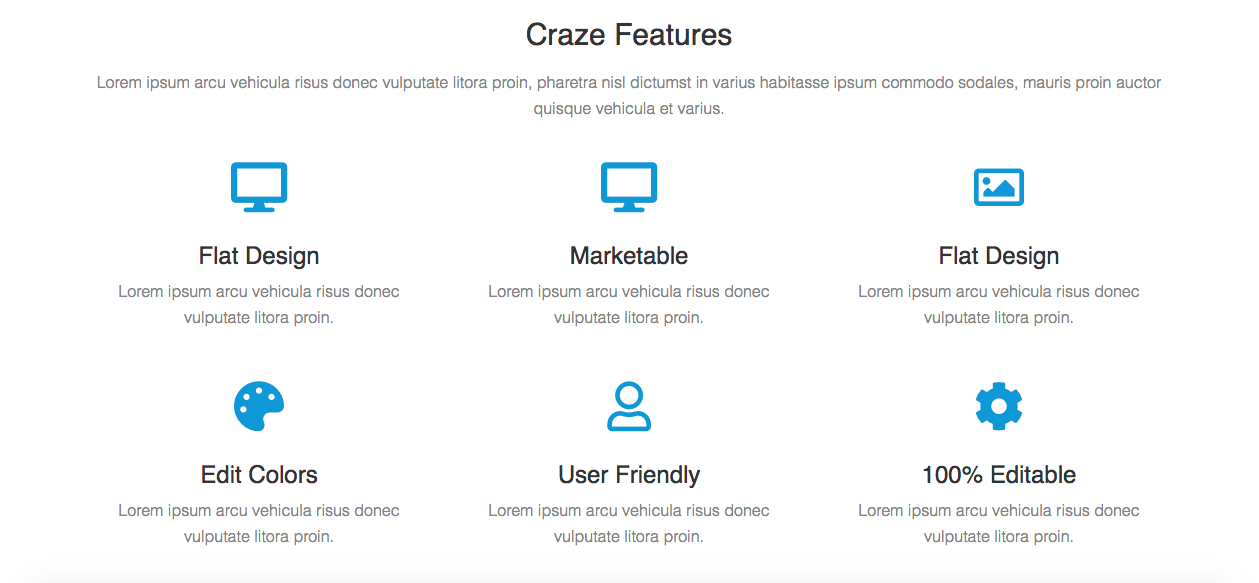 Craze Features
Lorem ipsum arcu vehicula risus donec vulputate litora proin, pharetra nisl dictumst in varius habitasse ipsum commodo sodales, mauris proin auctor
quisque vehicula et varius.
Flat Design
Lorem ipsum arcu vehicula risus donec
vulputate litora proin.
Marketable
Lorem ipsum arcu vehicula risus donec
vulputate litora proin.
Flat Design
Lorem ipsum arcu vehicula risus donec
vulputate litora proin.
Edit Colors
Lorem ipsum arcu vehicula risus donec
vulputate litora proin.
User Friendly
Lorem ipsum arcu vehicula risus donec
vulputate litora proin.
100% Editable
Lorem ipsum arcu vehicula risus donec
vulputate litora proin.